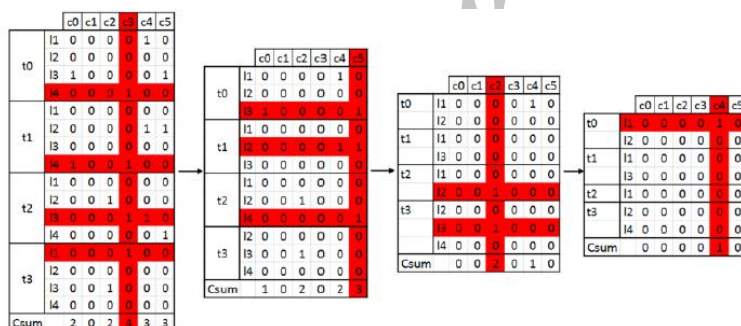 c0 c1 c2 c3 c4 c5
t0 l1 0 0 0 0 1 0
l2 0 0 0 0 0 0
l3 1 0 0 0 0 1
l4 0 0 0 1 0 0
t1 l1 0 0 0 0 0 0
l2 0 0 0 0 1 1
l3 0 0 0 0 0 0
l4 1 0 0 1 0 0
t2 l1 0 0 0 0 0 0
l2 0 0 1 0 0 0
l3 0 0 0 1 1 0
l4 0 0 0 0 0 1
t3 l1 0 0 0 1 0 0
l2 0 0 0 0 0 0
l3 0 0 1 0 0 0
l4 0 0 0 0 0 0
Csum 2 0 2 4 3 3
c0 c1 c2 c3 c4 c5
t0 l1 0 0 0 0 1 0
l2 0 0 0 0 0 0
l3 1 0 0 0 0 1
t1 l1 0 0 0 0 0 0
l2 0 0 0 0 1 1
l3 0 0 0 0 0 0
t2 l1 0 0 0 0 0 0
l2 0 0 1 0 0 0
l4 0 0 0 0 0 1
t3 l2 0 0 0 0 0 0
l3 0 0 1 0 0 0
l4 0 0 0 0 0 0
Csum 1 0 2 0 2 3
c0 c1 c2 c3 c4 c5
t0 l1 0 0 0 0 1 0
l2 0 0 0 0 0 0
t1 l1 0 0 0 0 0 0
l3 0 0 0 0 0 0
t2 l1 0 0 0 0 0 0
l2 0 0 1 0 0 0
t3 l2 0 0 0 0 0 0
l3 0 0 1 0 0 0
l4 0 0 0 0 0 0
Csum 0 0 2 0 1 0
c0 c1 c2 c3 c4 c5
t0 l1 0 0 0 0 1 0
l2 0 0 0 0 0 0
t1 l1 0 0 0 0 0 0
l3 0 0 0 0 0 0
t2 l1 0 0 0 0 0 0
t3 l2 0 0 0 0 0 0
l4 0 0 0 0 0 0
Csum 0 0 0 0 1 0